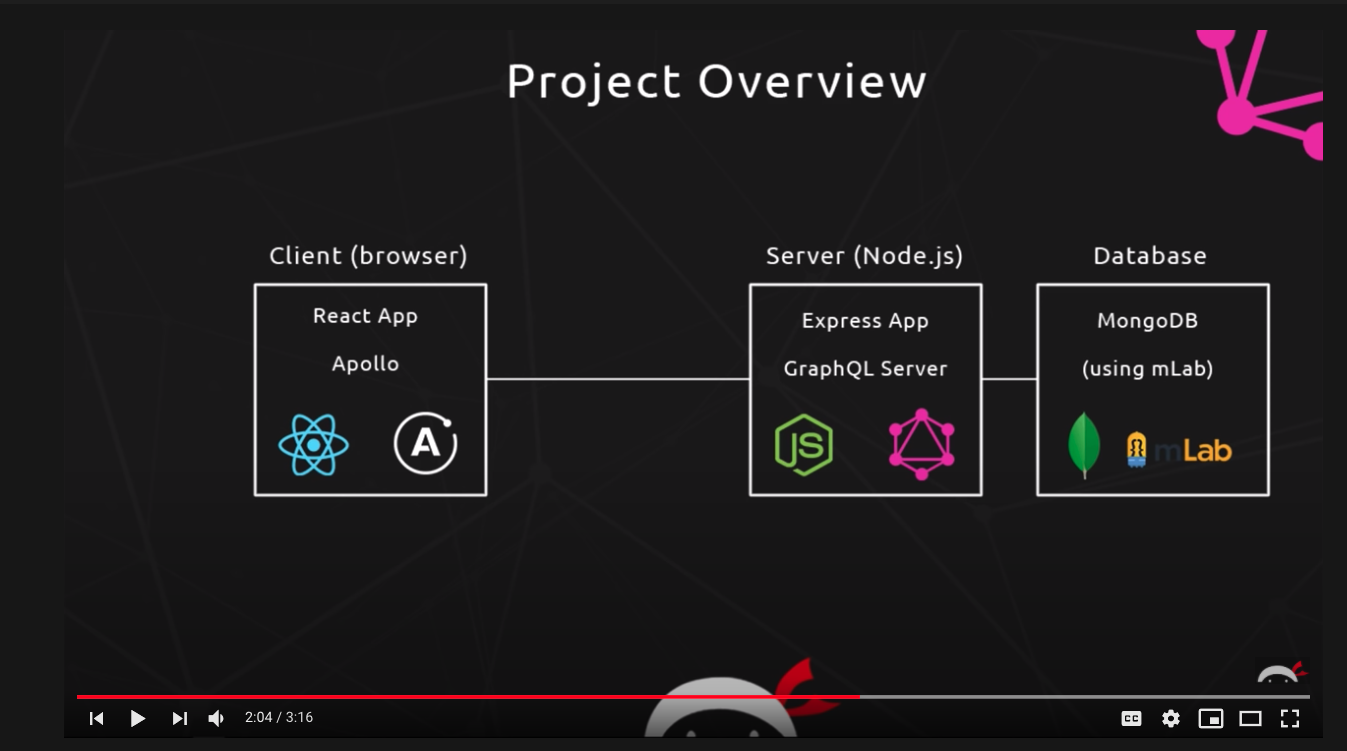 Project Overview
Client (browser)
React App
Apollo
A
Server (Node.js)
Express App
GraphQL Server
JS
Database
MongoDB
(using mLab)
mLab
2:04 / 3:16
CC